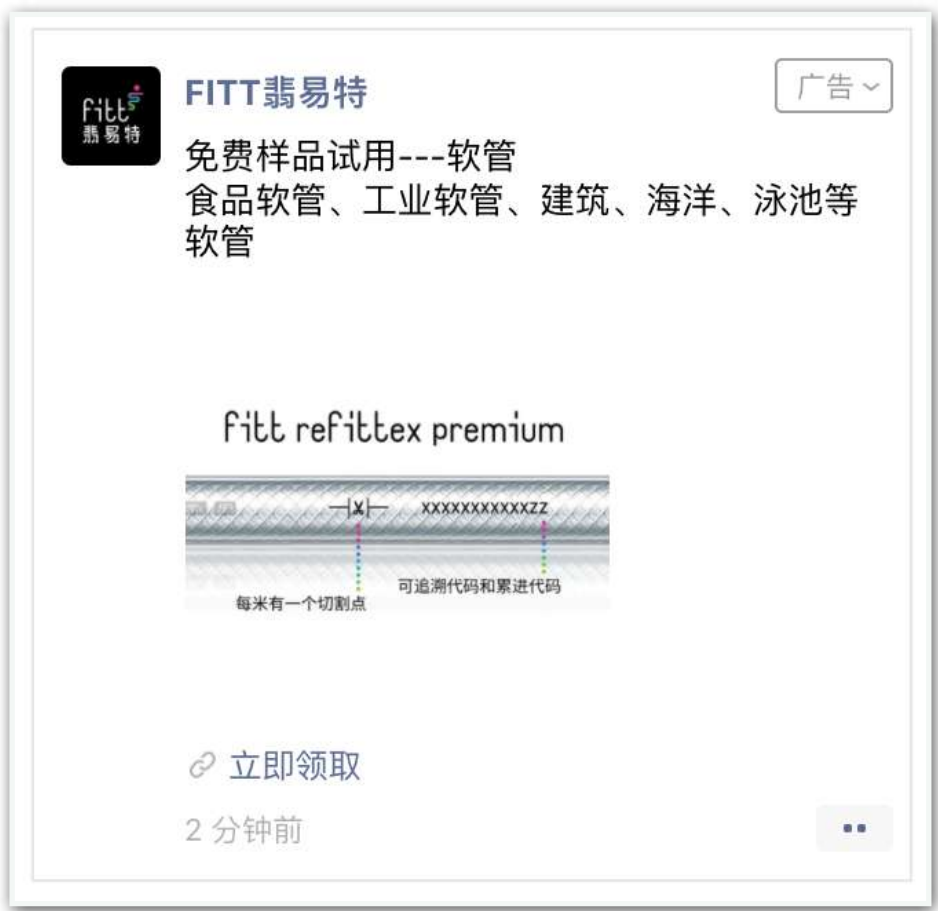 fitt
翡易特
FITT翡易特
广告
免费样品试用---软管
食品软管、工业软管、建筑、海洋、泳池等
软管
fitt refittex premium
xxxxxxxxxxxxzz
每米有一个切割点
可追溯代码和累进代码
立即领取
2 分钟前